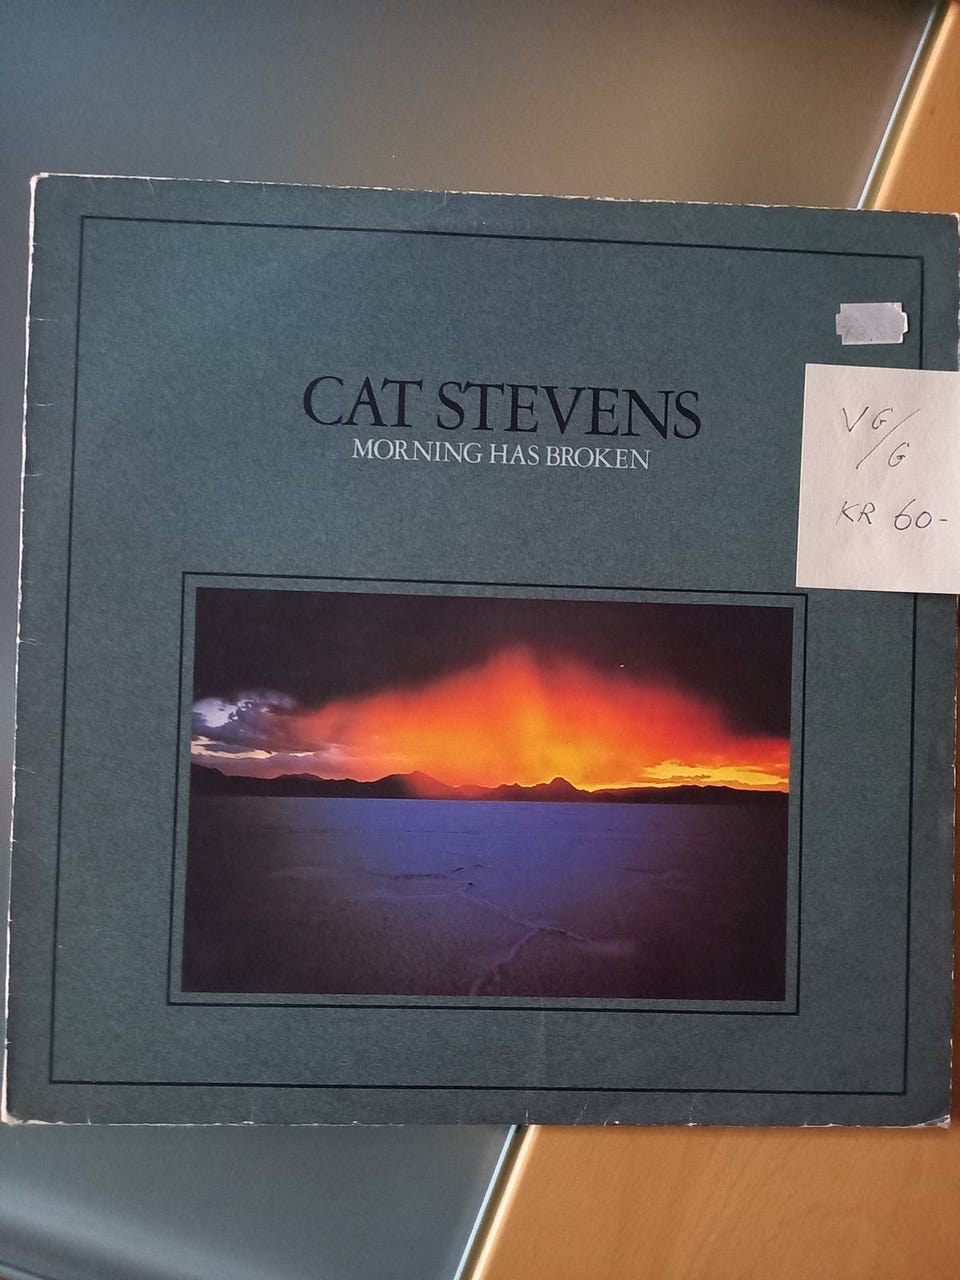 CAT STEVENS
MORNING HAS BROKEN
VG/
/G
KR 60-